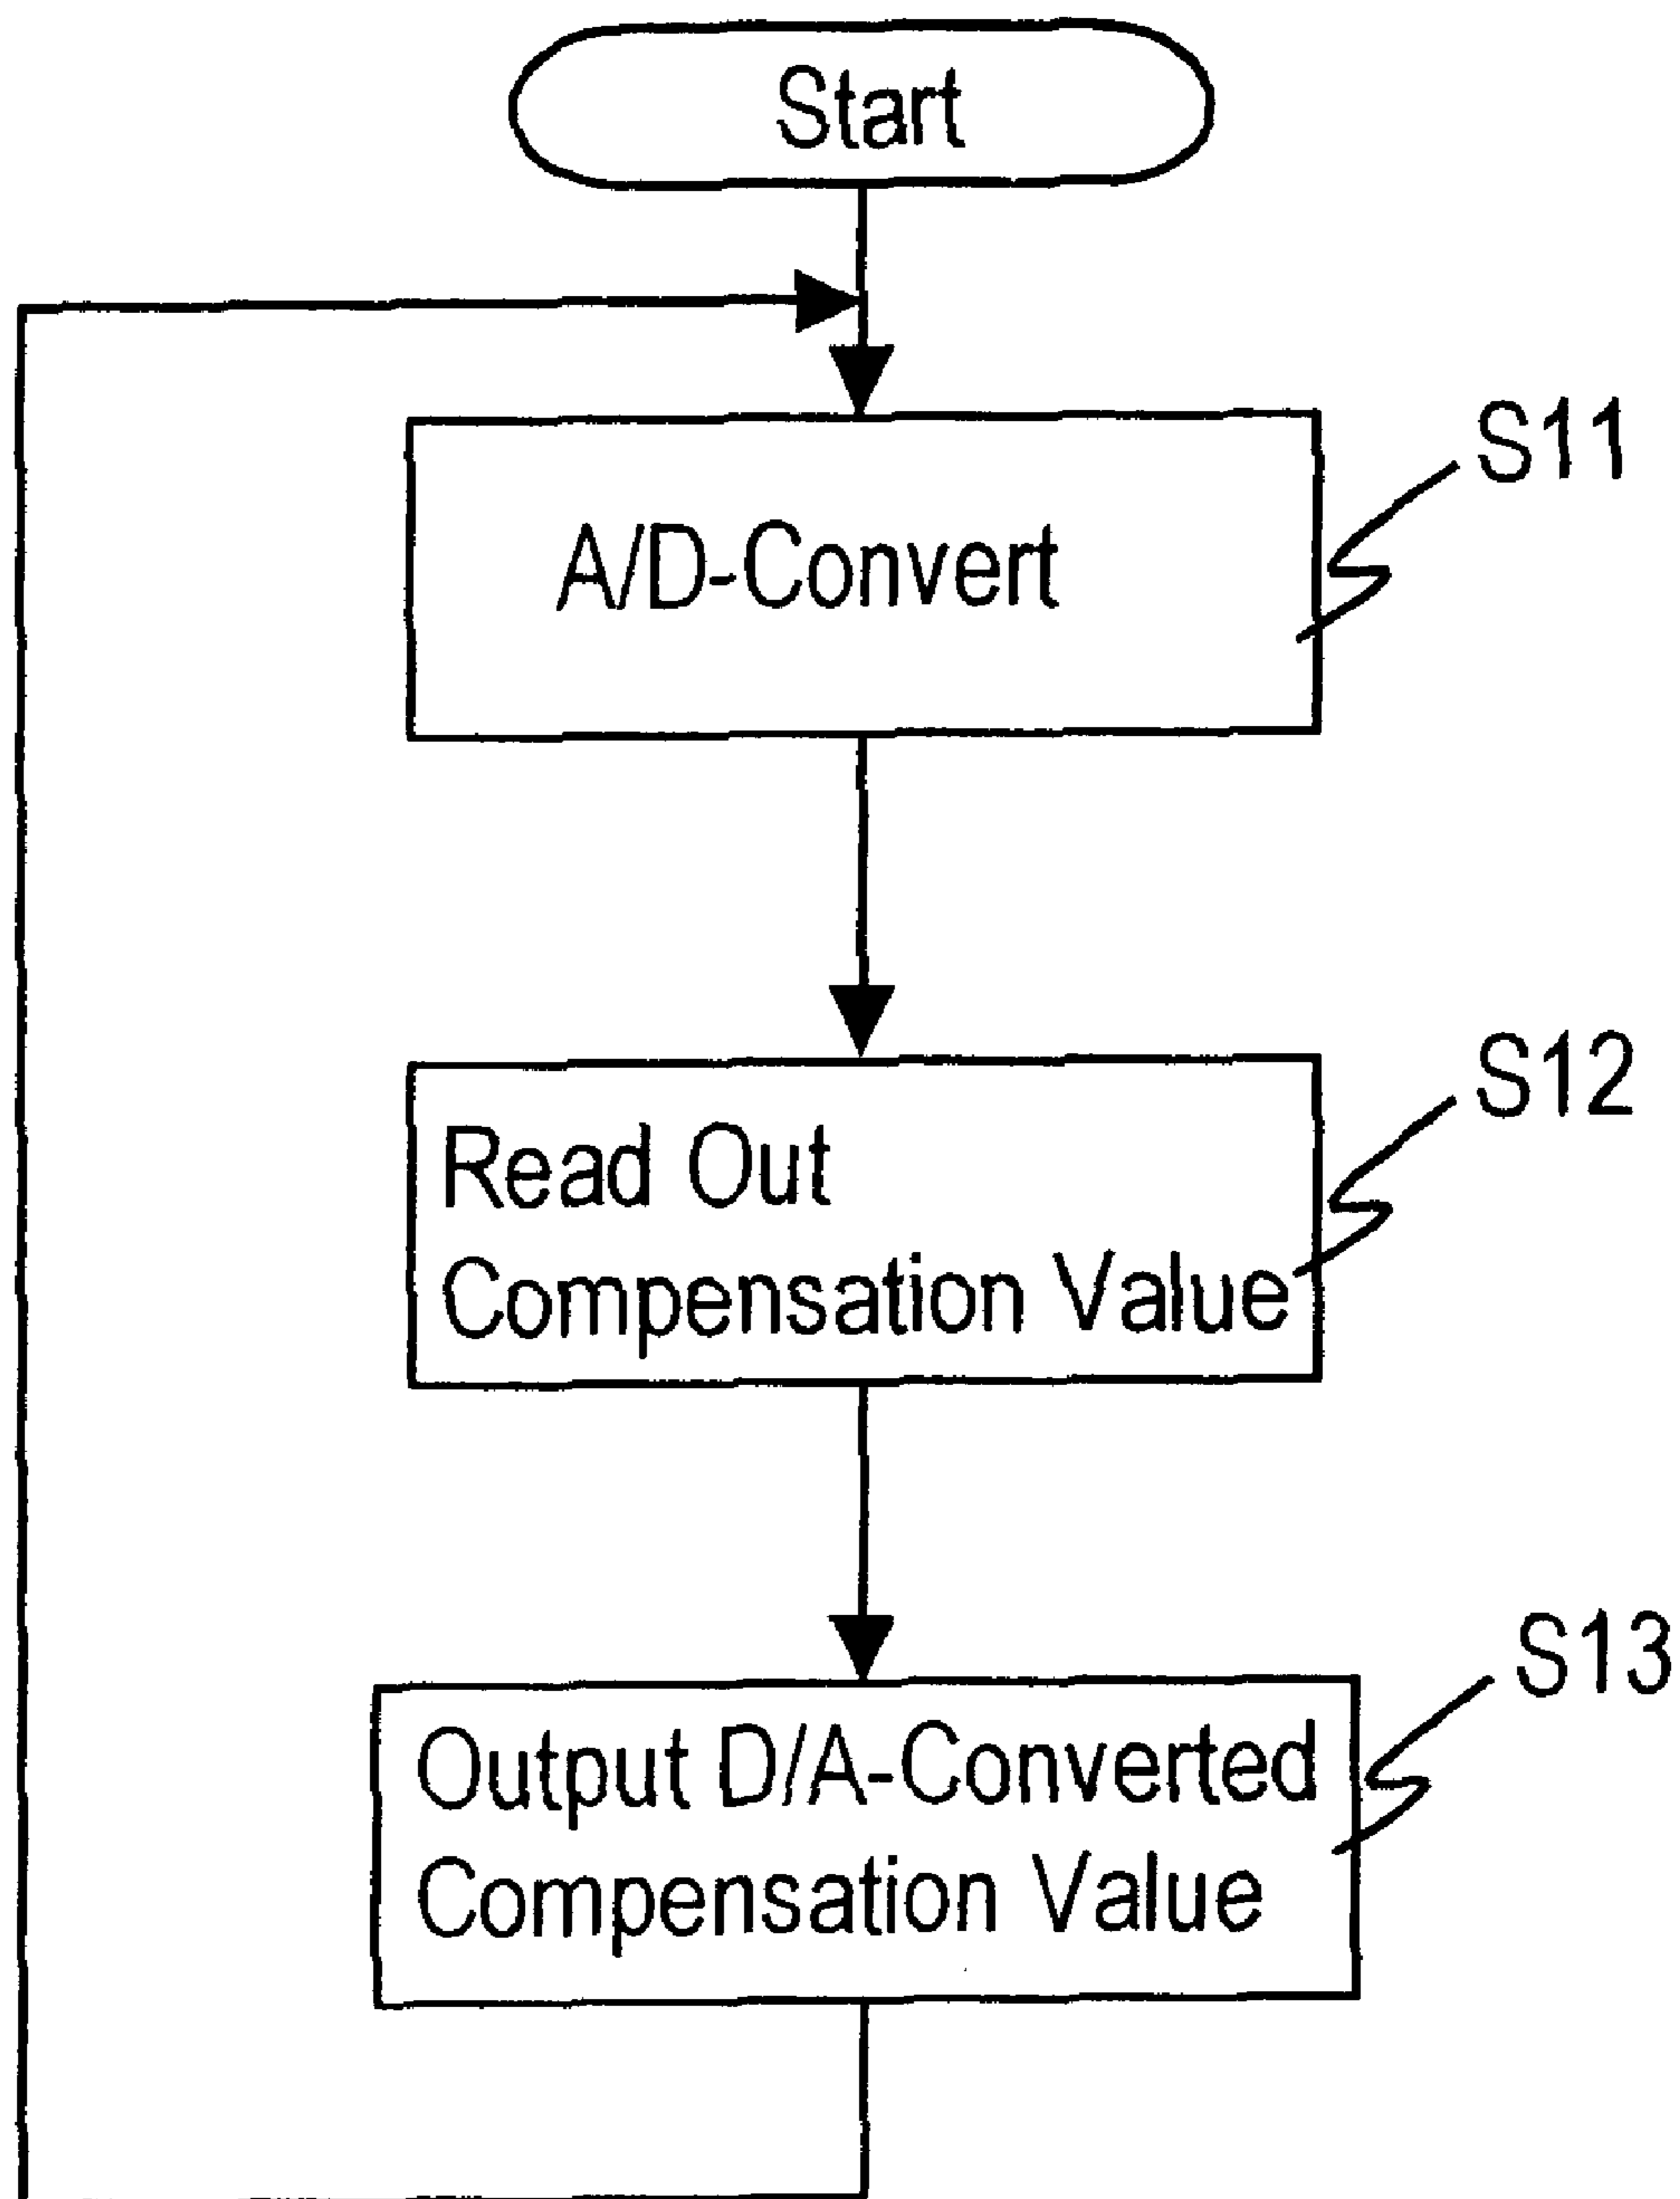 Start
S11
A/D-Convert
S12
Read Out
Compensation Value
S13
Output D/A-Converted
Compensation Value